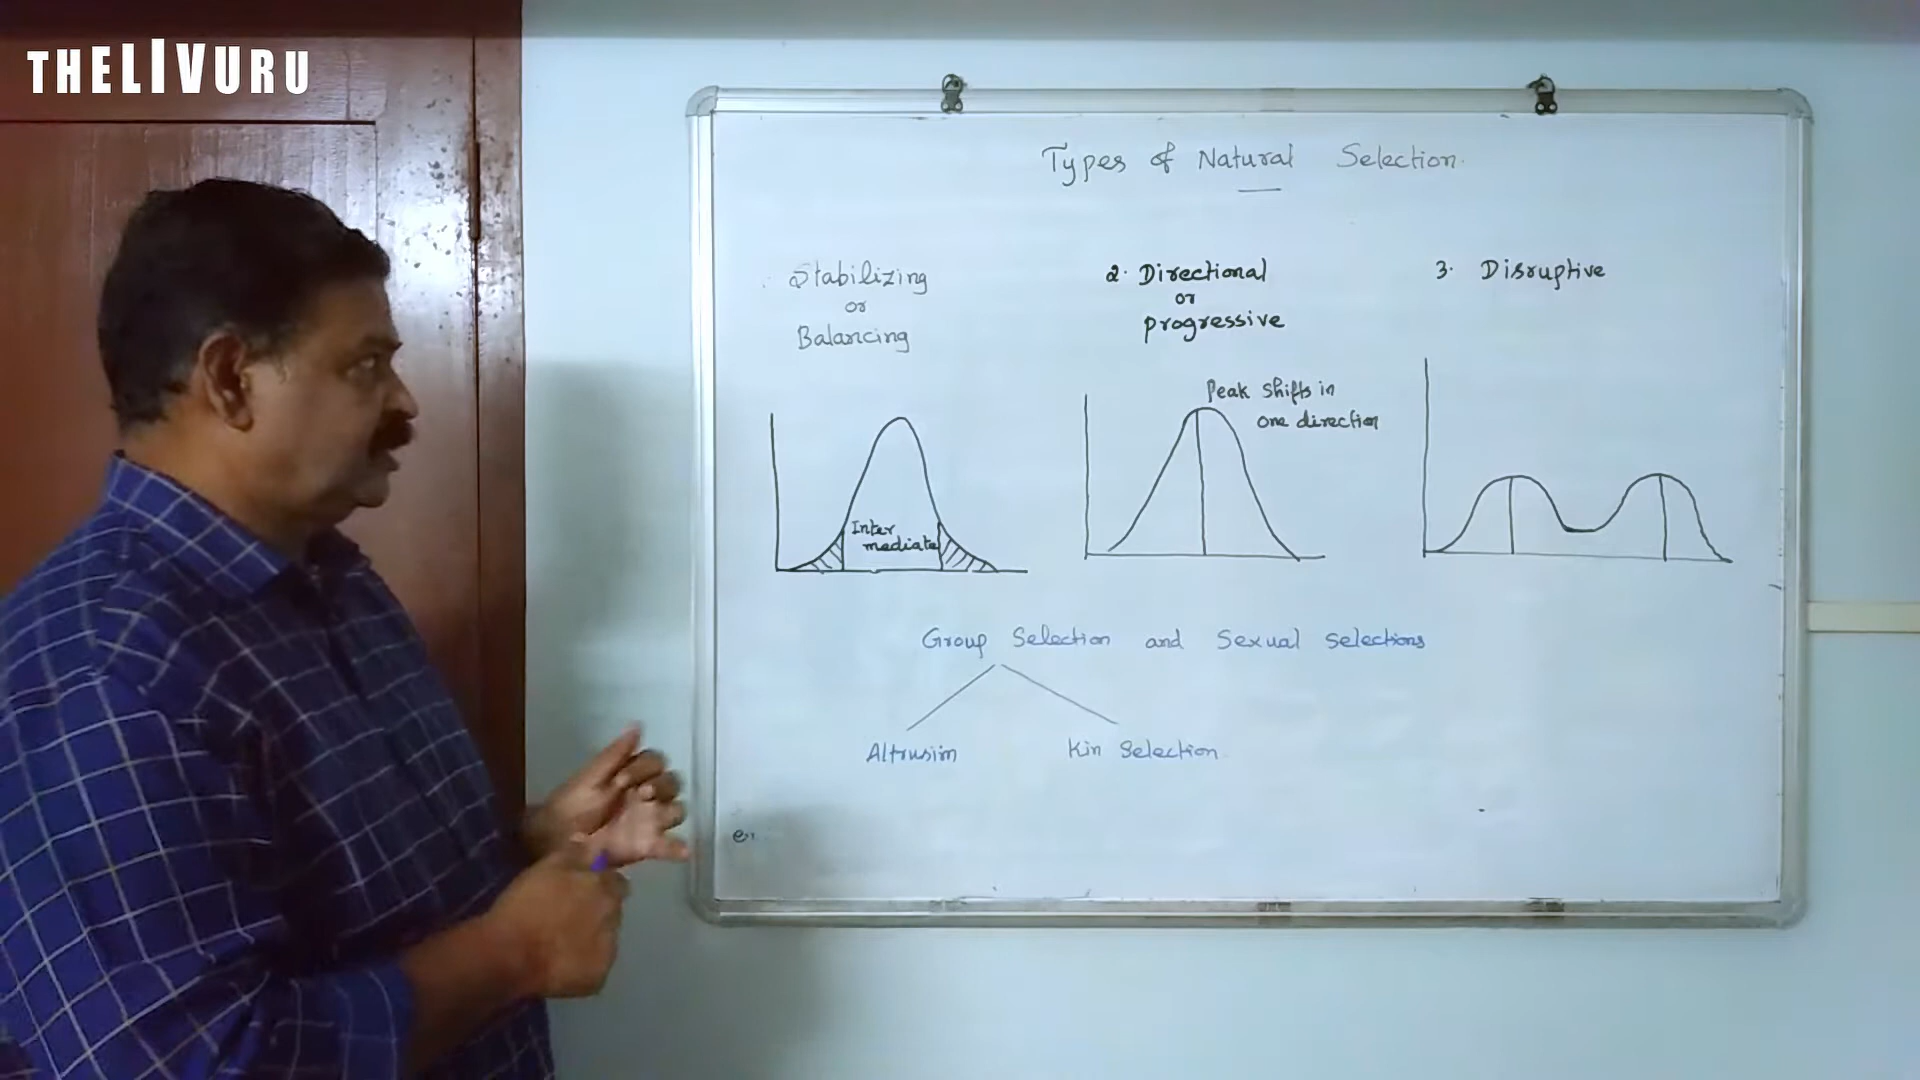 THELIVURU
Types of Natural Selection
Stabilizing
or
Balancing
2. Directional
or
progressive
3. Disruptive
Peak shifts in
one direction
Inter
mediate
Group Selection and Sexual Selections
Altrusim
Kin Selection